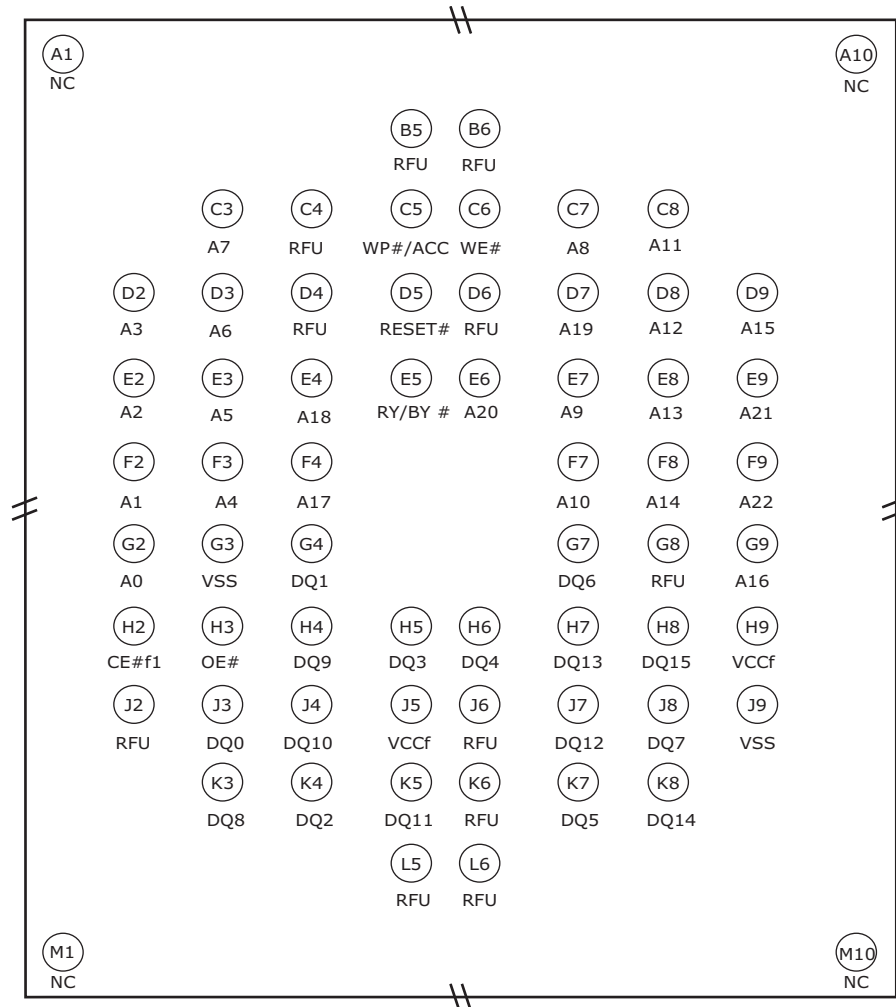 A1 A10
NC NC
B5 B6
RFU RFU
C3 C4 C5 C6 C7 C8
A7 RFU WP#/ACC WE# A8 A11
D2 D3 D4 D5 D6 D7 D8 D9
A3 A6 RFU RESET# RFU A19 A12 A15
E2 E3 E4 E5 E6 E7 E8 E9
A2 A5 A18 RY/BY # A20 A9 A13 A21
F2 F3 F4 F7 F8 F9
A1 A4 A17 A10 A14 A22
G2 G3 G4 G7 G8 G9
A0 VSS DQ1 DQ6 RFU A16
H2 H3 H4 H5 H6 H7 H8 H9
CE#f1 OE# DQ9 DQ3 DQ4 DQ13 DQ15 VCCf
J2 J3 J4 J5 J6 J7 J8 J9
RFU DQ0 DQ10 VCCf RFU DQ12 DQ7 VSS
K3 K4 K5 K6 K7 K8
DQ8 DQ2 DQ11 RFU DQ5 DQ14
L5 L6
RFU RFU
M1 M10
NC NC